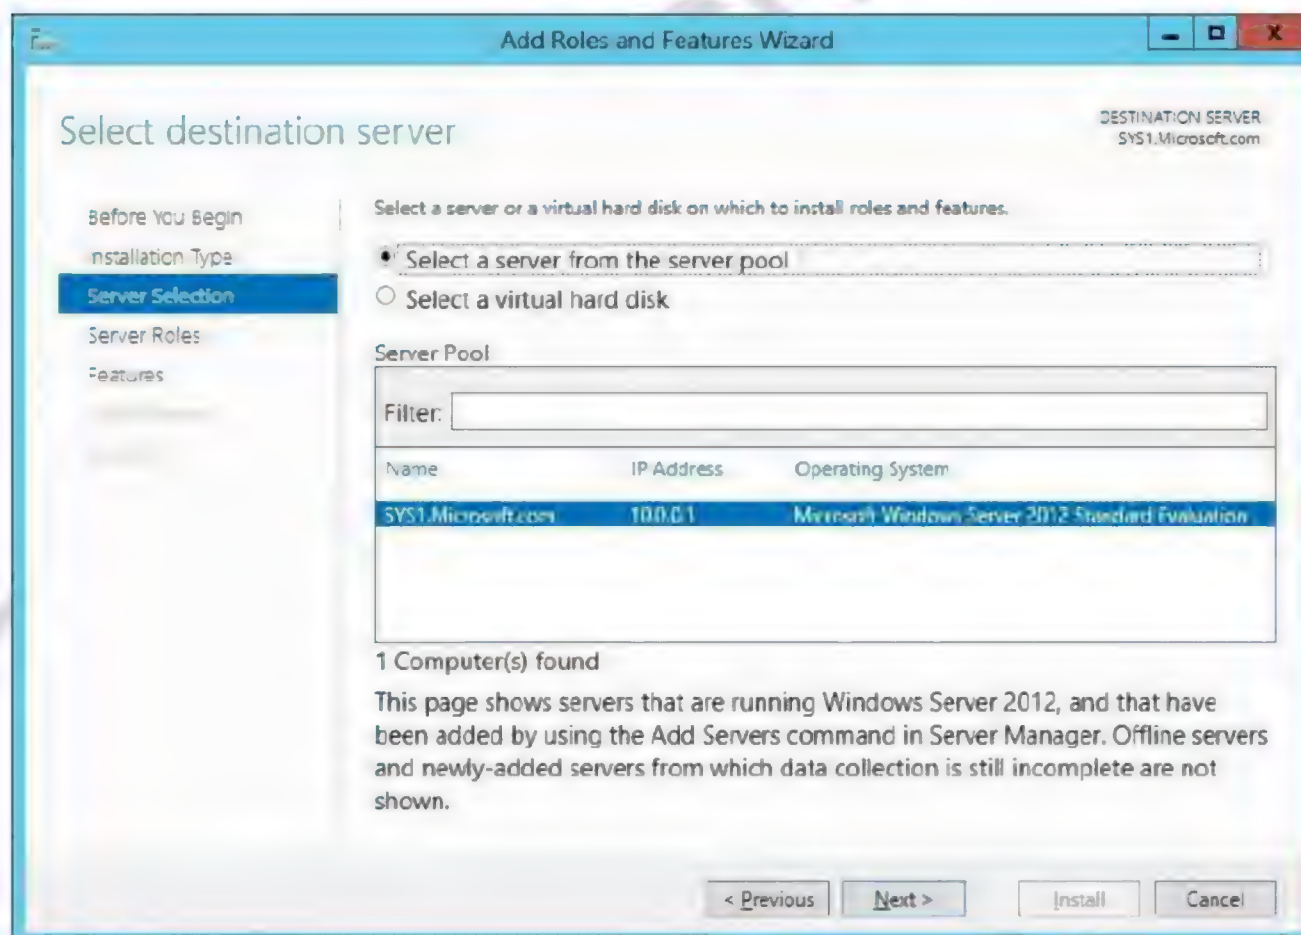 Add Roles and Features Wizard
Select destination server
DESTINATION SERVER
SYS1.Microsoft.com
Before You Begin
Installation Type
Server Selection
Server Roles
Features
Select a server or a virtual hard disk on which to install roles and features.
Select a server from the server pool
Select a virtual hard disk
Server Pool
Filter:
Name IP Address Operating System
SYS1.Microsoft.com 10.0.0.1 Microsoft Windows Server 2012 Standard Evaluation
1 Computer(s) found
This page shows servers that are running Windows Server 2012, and that have
been added by using the Add Servers command in Server Manager. Offline servers
and newly-added servers from which data collection is still incomplete are not
shown.
< Previous Next > Install Cancel